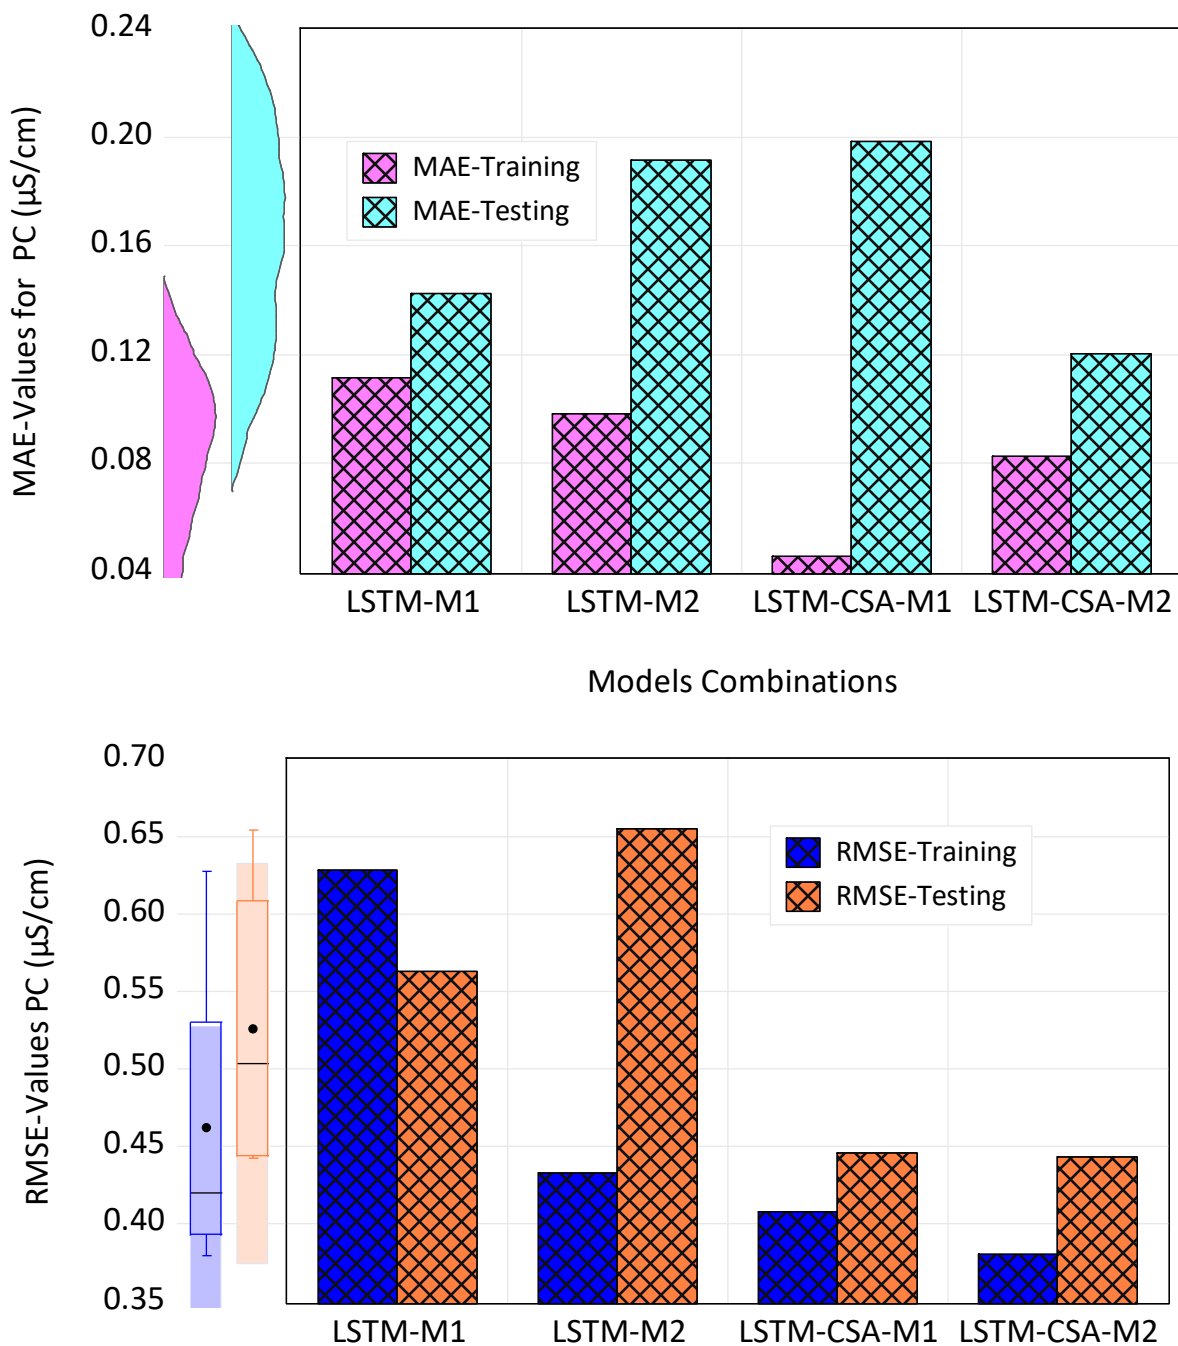 MAE-Values for  PC (µS/cm)
0.24
0.20
0.16
0.12
0.08
0.04
MAE-Training
MAE-Testing
LSTM-M1
LSTM-M2
LSTM-CSA-M1
LSTM-CSA-M2
Models Combinations
RMSE-Values PC (µS/cm)
0.70
0.65
0.60
0.55
0.50
0.45
0.40
0.35
RMSE-Training
RMSE-Testing
LSTM-M1
LSTM-M2
LSTM-CSA-M1
LSTM-CSA-M2